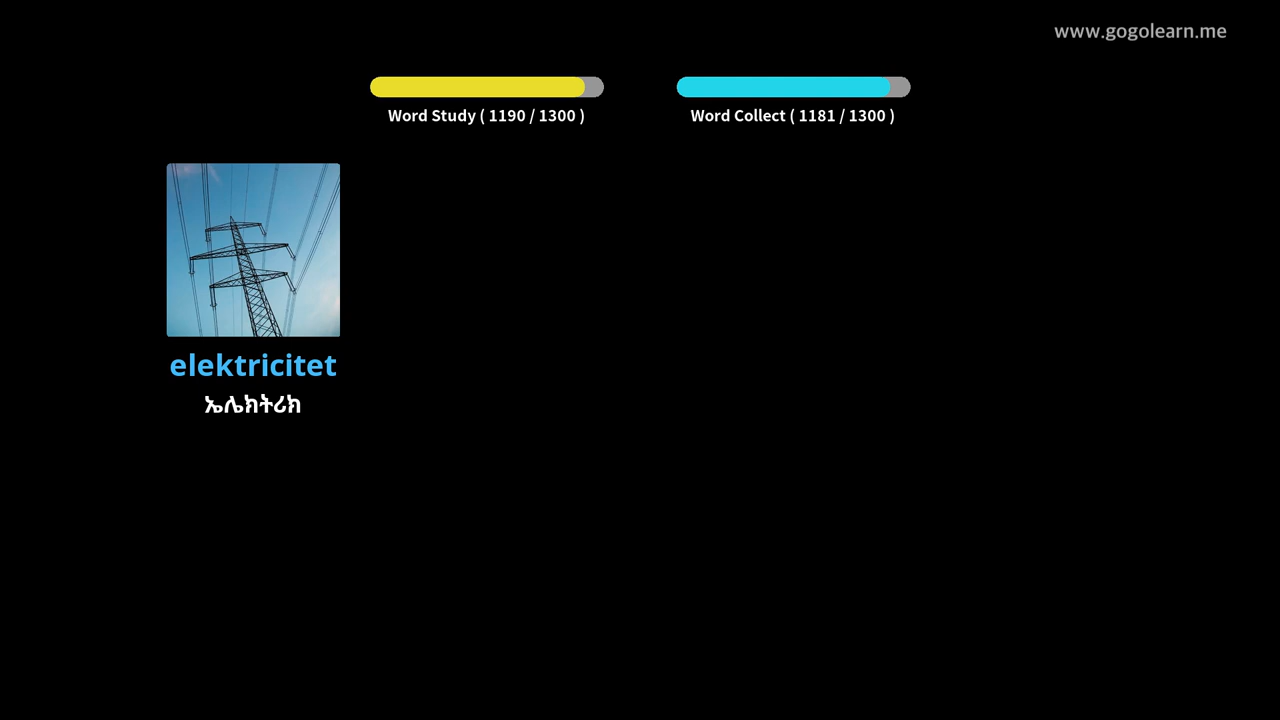 www.gogolearn.me
Word Study ( 1190 / 1300 )
Word Collect ( 1181 / 1300 )
elektricitet
ኤሌክትሪክ